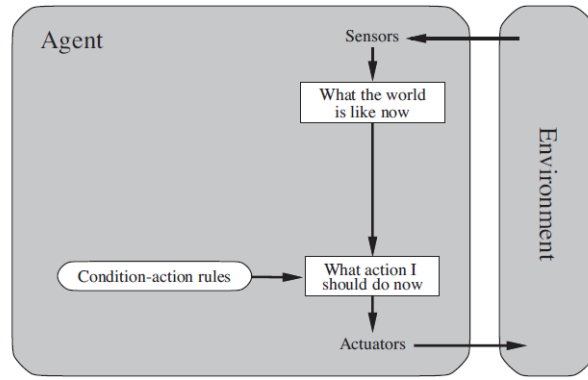 Agent
Sensors
What the world
is like now
Environment
Condition-action rules
What action I
should do now
Actuators